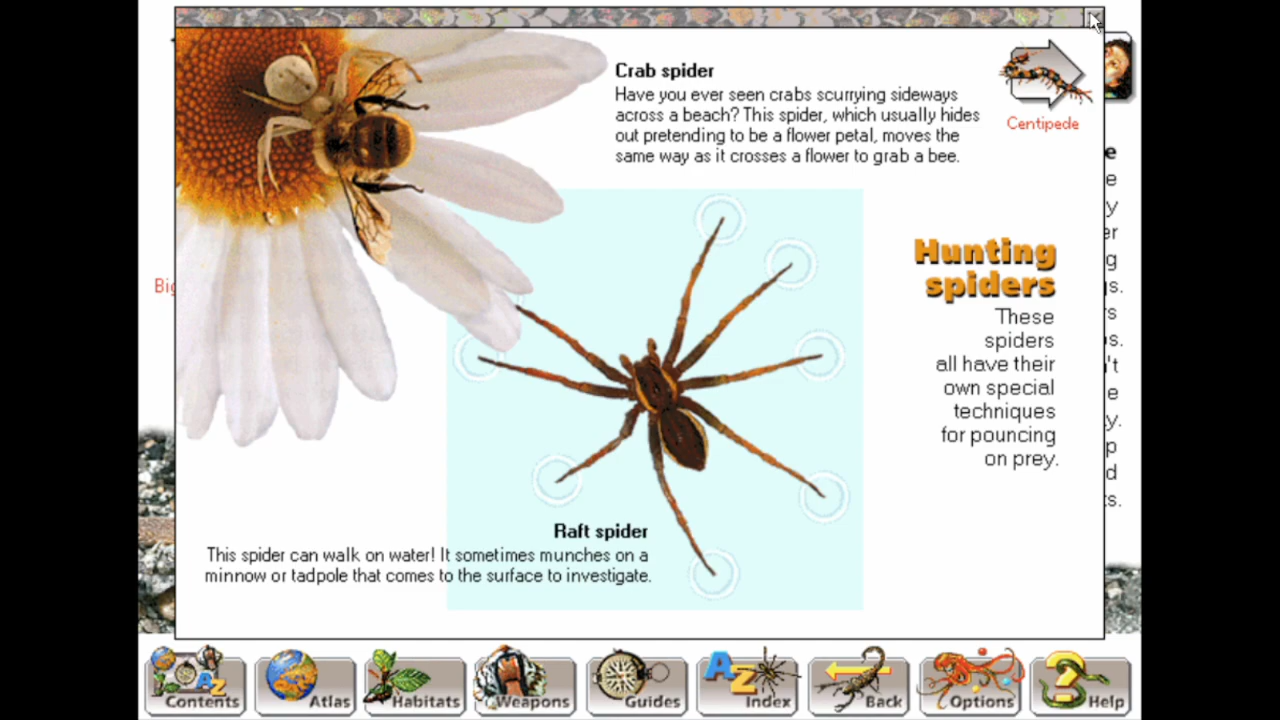 Crab spider
Have you ever seen crabs scurrying sideways
across a beach? This spider, which usually hides
out pretending to be a flower petal, moves the
same way as it crosses a flower to grab a bee.
Centipede
Hunting
spiders
These
spiders
all have their
own special
techniques
for pouncing
on prey.
Raft spider
This spider can walk on water! It sometimes munches on a
minnow or tadpole that comes to the surface to investigate.
Contents
Atlas
Habitats
Weapons
Guides
AZ
Index
Back
Options
Help